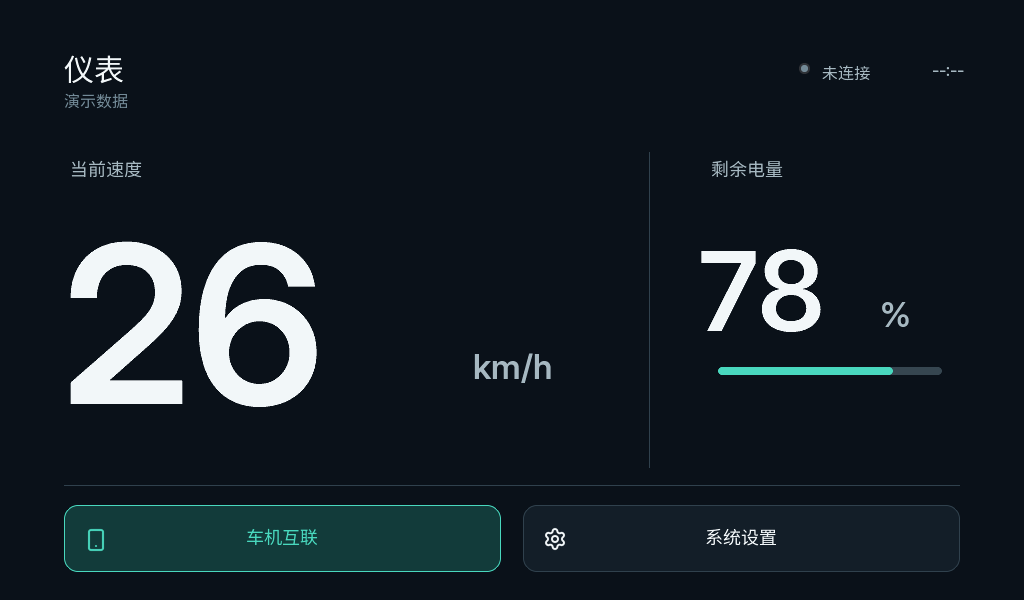 仪表
演示数据
未连接
--:--
当前速度
剩余电量
26 km/h
78 %
车机互联
系统设置